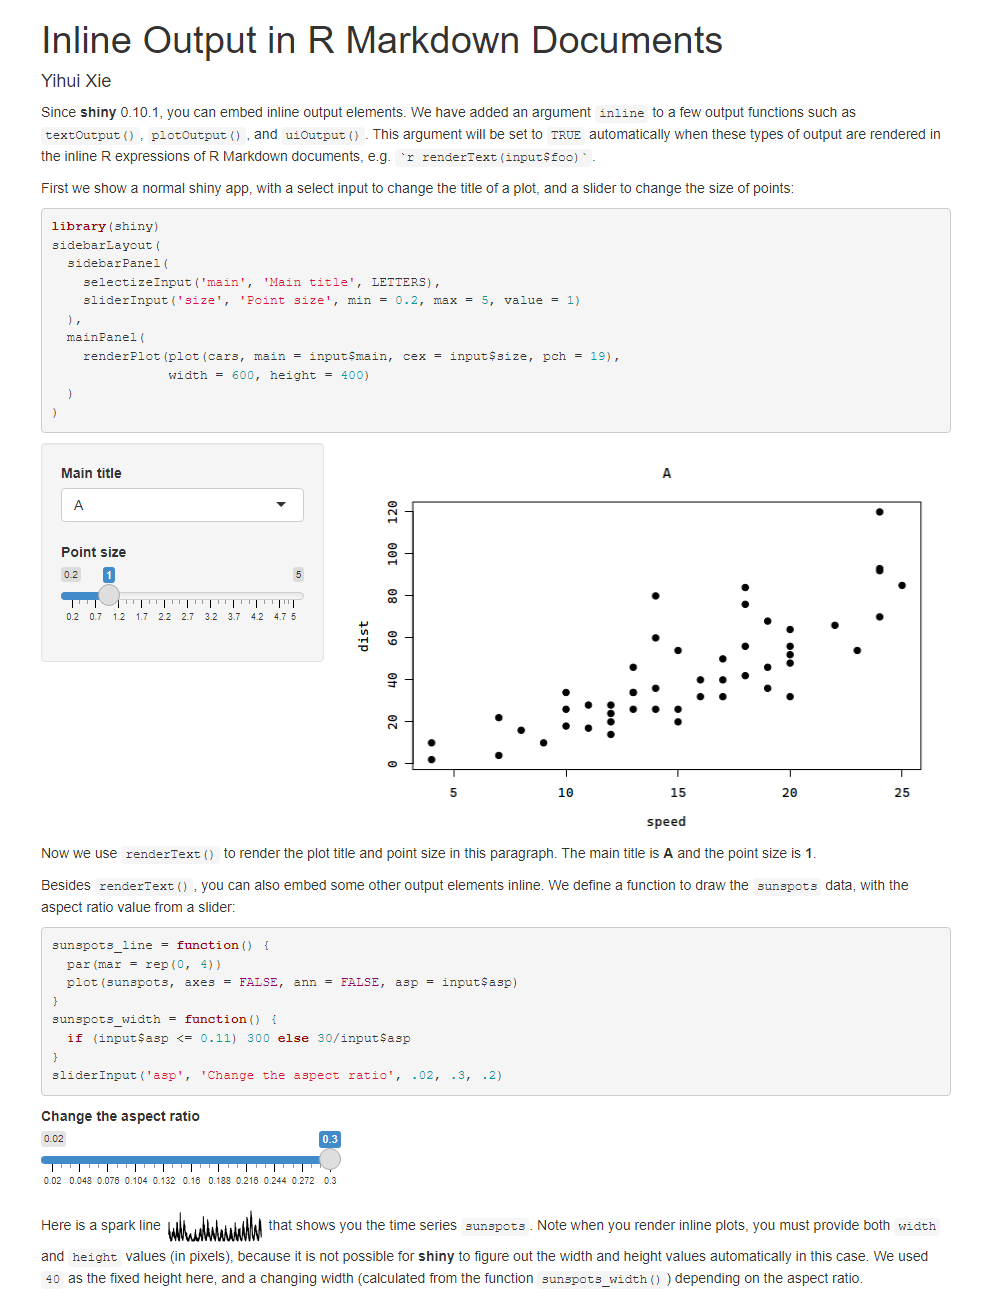 Inline Output in R Markdown Documents
Yihui Xie
Since shiny 0.10.1, you can embed inline output elements. We have added an argument inline to a few output functions such as
textOutput(), plotOutput(), and uiOutput(). This argument will be set to TRUE automatically when these types of output are rendered in
the inline R expressions of R Markdown documents, e.g. `r renderText(input$foo)`.
First we show a normal shiny app, with a select input to change the title of a plot, and a slider to change the size of points:
library(shiny)
sidebarLayout(
  sidebarPanel(
    selectizeInput('main', 'Main title', LETTERS),
    sliderInput('size', 'Point size', min = 0.2, max = 5, value = 1)
  ),
  mainPanel(
    renderPlot(plot(cars, main = input$main, cex = input$size, pch = 19),
               width = 600, height = 400)
  )
)
Main title
A
Point size
0.2 1 5
0.2 0.7 1.2 1.7 2.2 2.7 3.2 3.7 4.2 4.7 5
A
120
100
80
60
40
20
0
dist
5 10 15 20 25
speed
Now we use renderText() to render the plot title and point size in this paragraph. The main title is A and the point size is 1.
Besides renderText(), you can also embed some other output elements inline. We define a function to draw the sunspots data, with the
aspect ratio value from a slider:
sunspots_line = function() {
  par(mar = rep(0, 4))
  plot(sunspots, axes = FALSE, ann = FALSE, asp = input$asp)
}
sunspots_width = function() {
  if (input$asp <= 0.11) 300 else 30/input$asp
}
sliderInput('asp', 'Change the aspect ratio', .02, .3, .2)
Change the aspect ratio
0.02 0.3
0.02 0.048 0.076 0.104 0.132 0.16 0.188 0.216 0.244 0.272 0.3
Here is a spark line that shows you the time series sunspots. Note when you render inline plots, you must provide both width
and height values (in pixels), because it is not possible for shiny to figure out the width and height values automatically in this case. We used
40 as the fixed height here, and a changing width (calculated from the function sunspots_width()) depending on the aspect ratio.